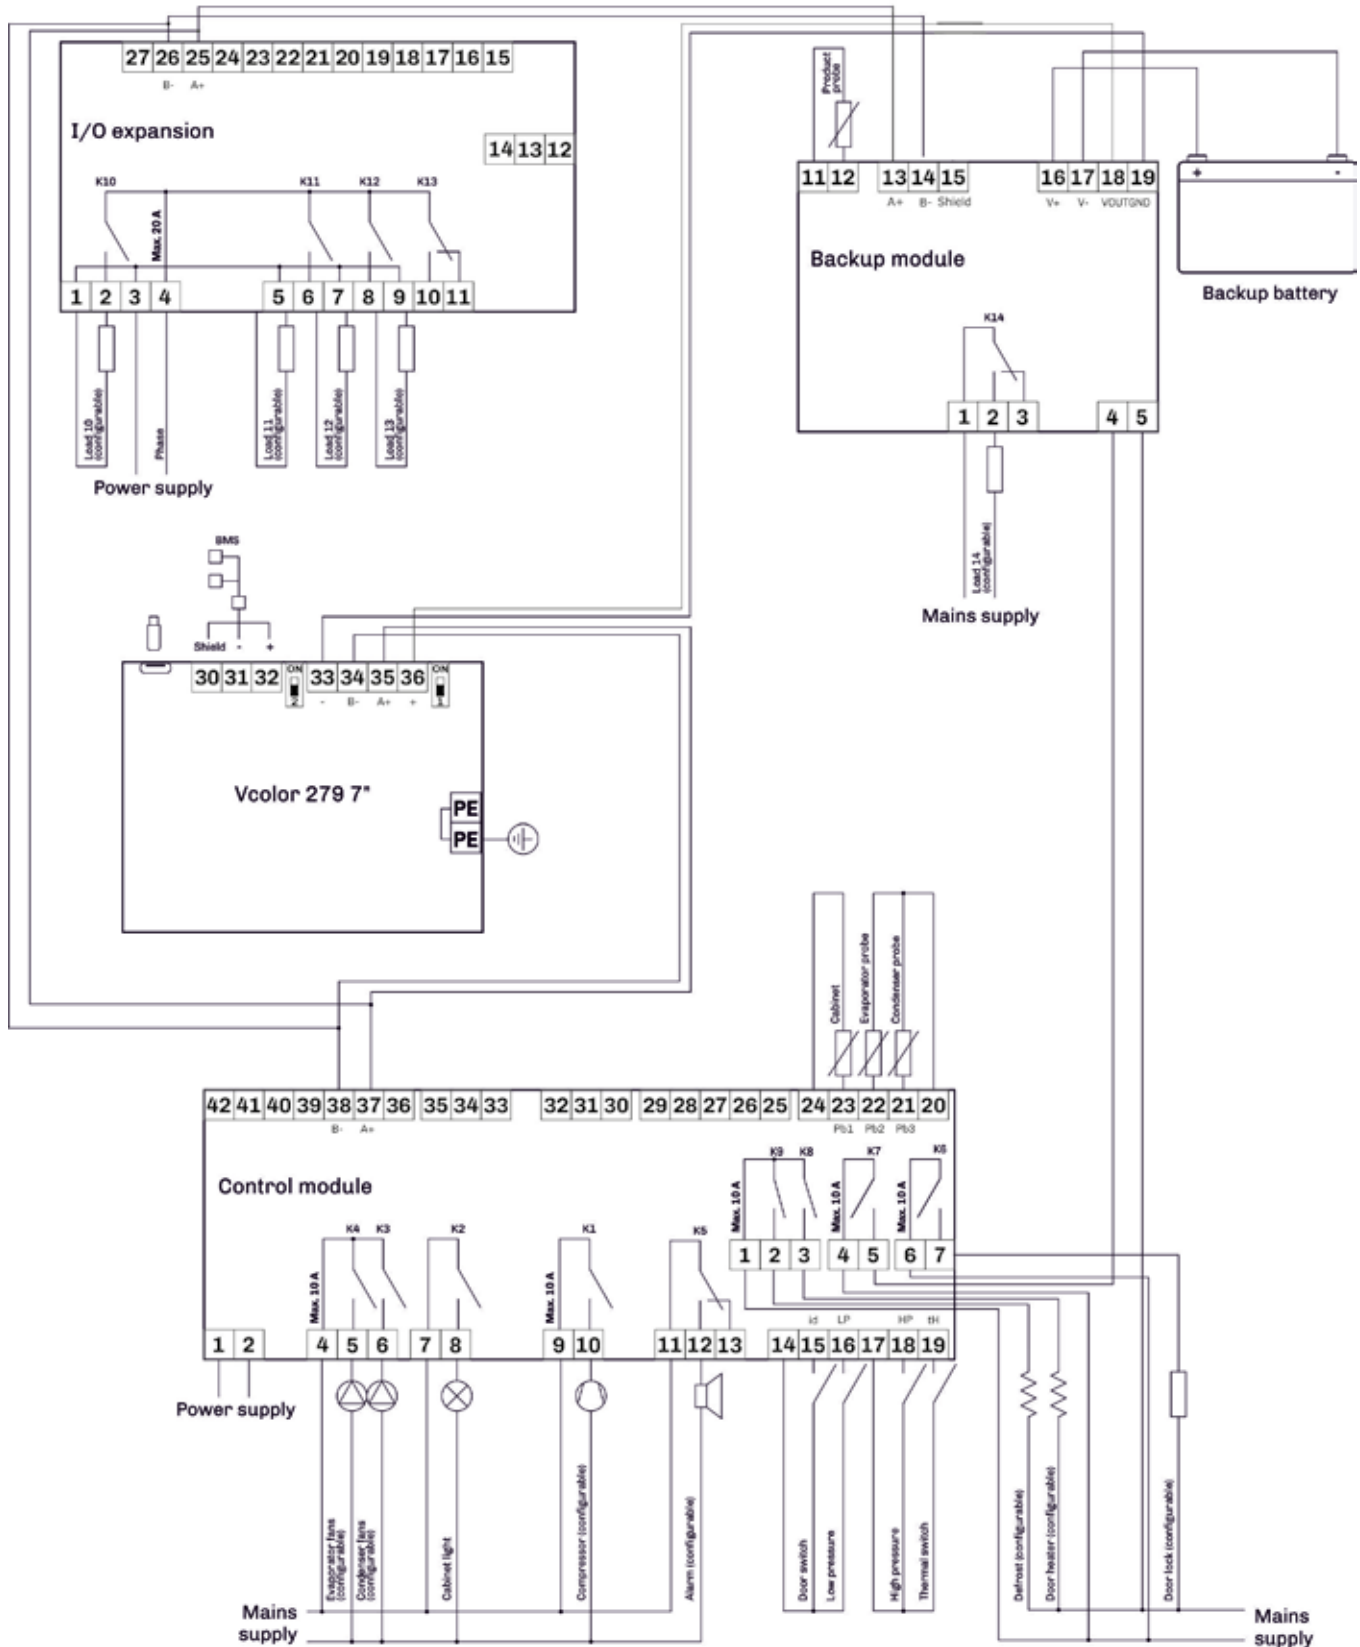 27 26 25 24 23 22 21 20 19 18 17 16 15
B- A+
I/O expansion
14 13 12
K10
K11
K12
K13
Max. 20 A
1 2 3 4
5 6 7 8 9 10 11
Load 10
(configurable)
Phase
Load 11
(configurable)
Load 12
(configurable)
Load 13
(configurable)
Power supply
Product
probe
11 12
13 14 15
16 17 18 19
A+ B- Shield
V+ V- VOUT GND
Backup module
K14
1 2 3
4 5
Load 14
(configurable)
Mains supply
+ -
Backup battery
BMS
Shield - +
30 31 32
ON
2
33 34 35 36
ON
1
- B- A+ +
Vcolor 279 7"
PE
PE
Cabinet
Evaporator probe
Condenser probe
42 41 40 39 38 37 36
35 34 33
32 31 30
29 28 27 26 25
24 23 22 21 20
B- A+
Pb1 Pb2 Pb3
Control module
K9
K8
K7
K6
Max. 10 A
Max. 10 A
Max. 10 A
1 2 3
4 5
6 7
K4
K3
K2
K1
K5
Max. 10 A
Max. 10 A
id LP HP tH
1 2
4 5 6
7 8
9 10
11 12 13
14 15 16 17 18 19
Power supply
Evaporator fans
(configurable)
Condenser fans
(configurable)
Cabinet light
Compressor (configurable)
Alarm (configurable)
Door switch
Low pressure
High pressure
Thermal switch
Defrost (configurable)
Door heater (configurable)
Door lock (configurable)
Mains
supply
Mains
supply